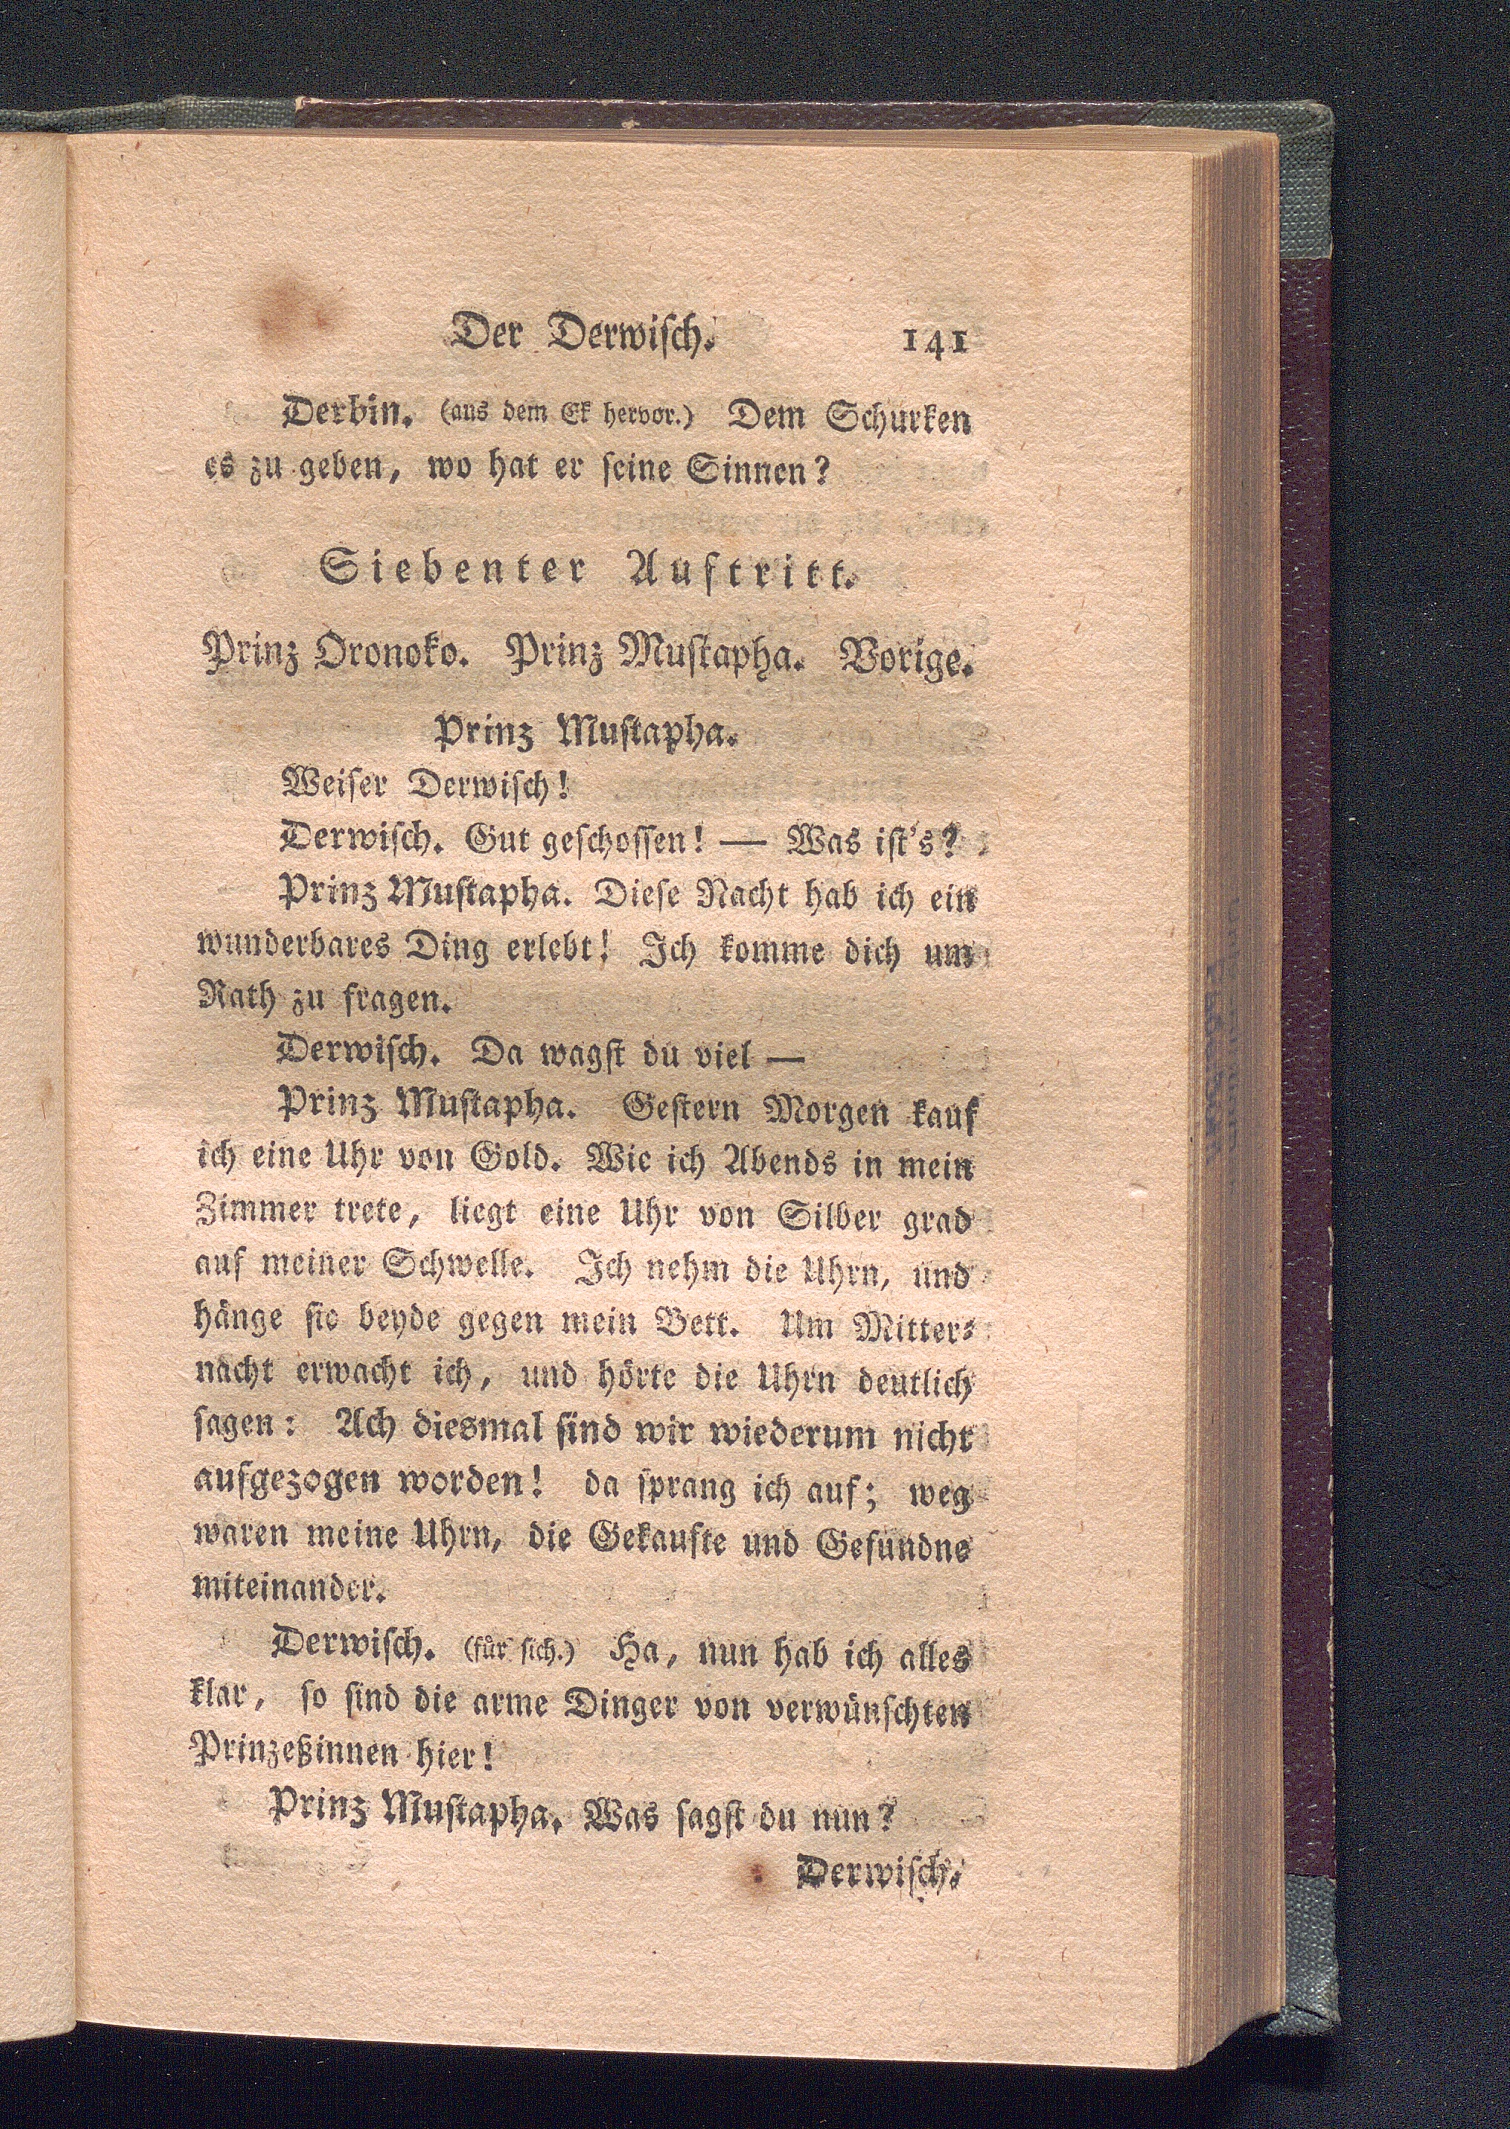 Der Derwiſch. 141
Derbin. (aus dem Ek hervor.) Dem Schurken
es zu geben, wo hat er ſeine Sinnen?
Siebenter Auftritt.
Prinz Oronoko. Prinz Muſtapha. Vorige.
Prinz Muſtapha.
Weiſer Derwiſch!
Derwiſch. Gut geſchoſſen! — Was iſt's?
Prinz Muſtapha. Dieſe Nacht hab ich ein
wunderbares Ding erlebt! Ich komme dich um
Rath zu fragen.
Derwiſch. Da wagſt du viel —
Prinz Muſtapha. Geſtern Morgen kauf
ich eine Uhr von Gold. Wie ich Abends in mein
Zimmer trete, liegt eine Uhr von Silber grad
auf meiner Schwelle. Ich nehm die Uhrn, und
hänge ſie beyde gegen mein Bett. Um Mitter⸗
nacht erwacht ich, und hörte die Uhrn deutlich
ſagen: Ach diesmal ſind wir wiederum nicht
aufgezogen worden! da ſprang ich auf; weg
waren meine Uhrn, die Gekaufte und Gefundne
miteinander.
Derwiſch. (für ſich.) Ha, nun hab ich alles
klar, ſo ſind die arme Dinger von verwünſchten
Prinzeßinnen hier!
Prinz Muſtapha. Was ſagſt du nun?
Derwiſch.